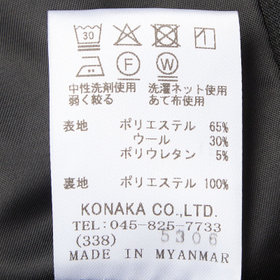 30
P F W
中性洗剤使用 洗濯ネット使用
弱く絞る あて布使用
表地 ポリエステル 65%
ウール 30%
ポリウレタン 5%
裏地 ポリエステル 100%
KONAKA CO.,LTD.
TEL:045-825-7733
(338) 5306
MADE IN MYANMAR